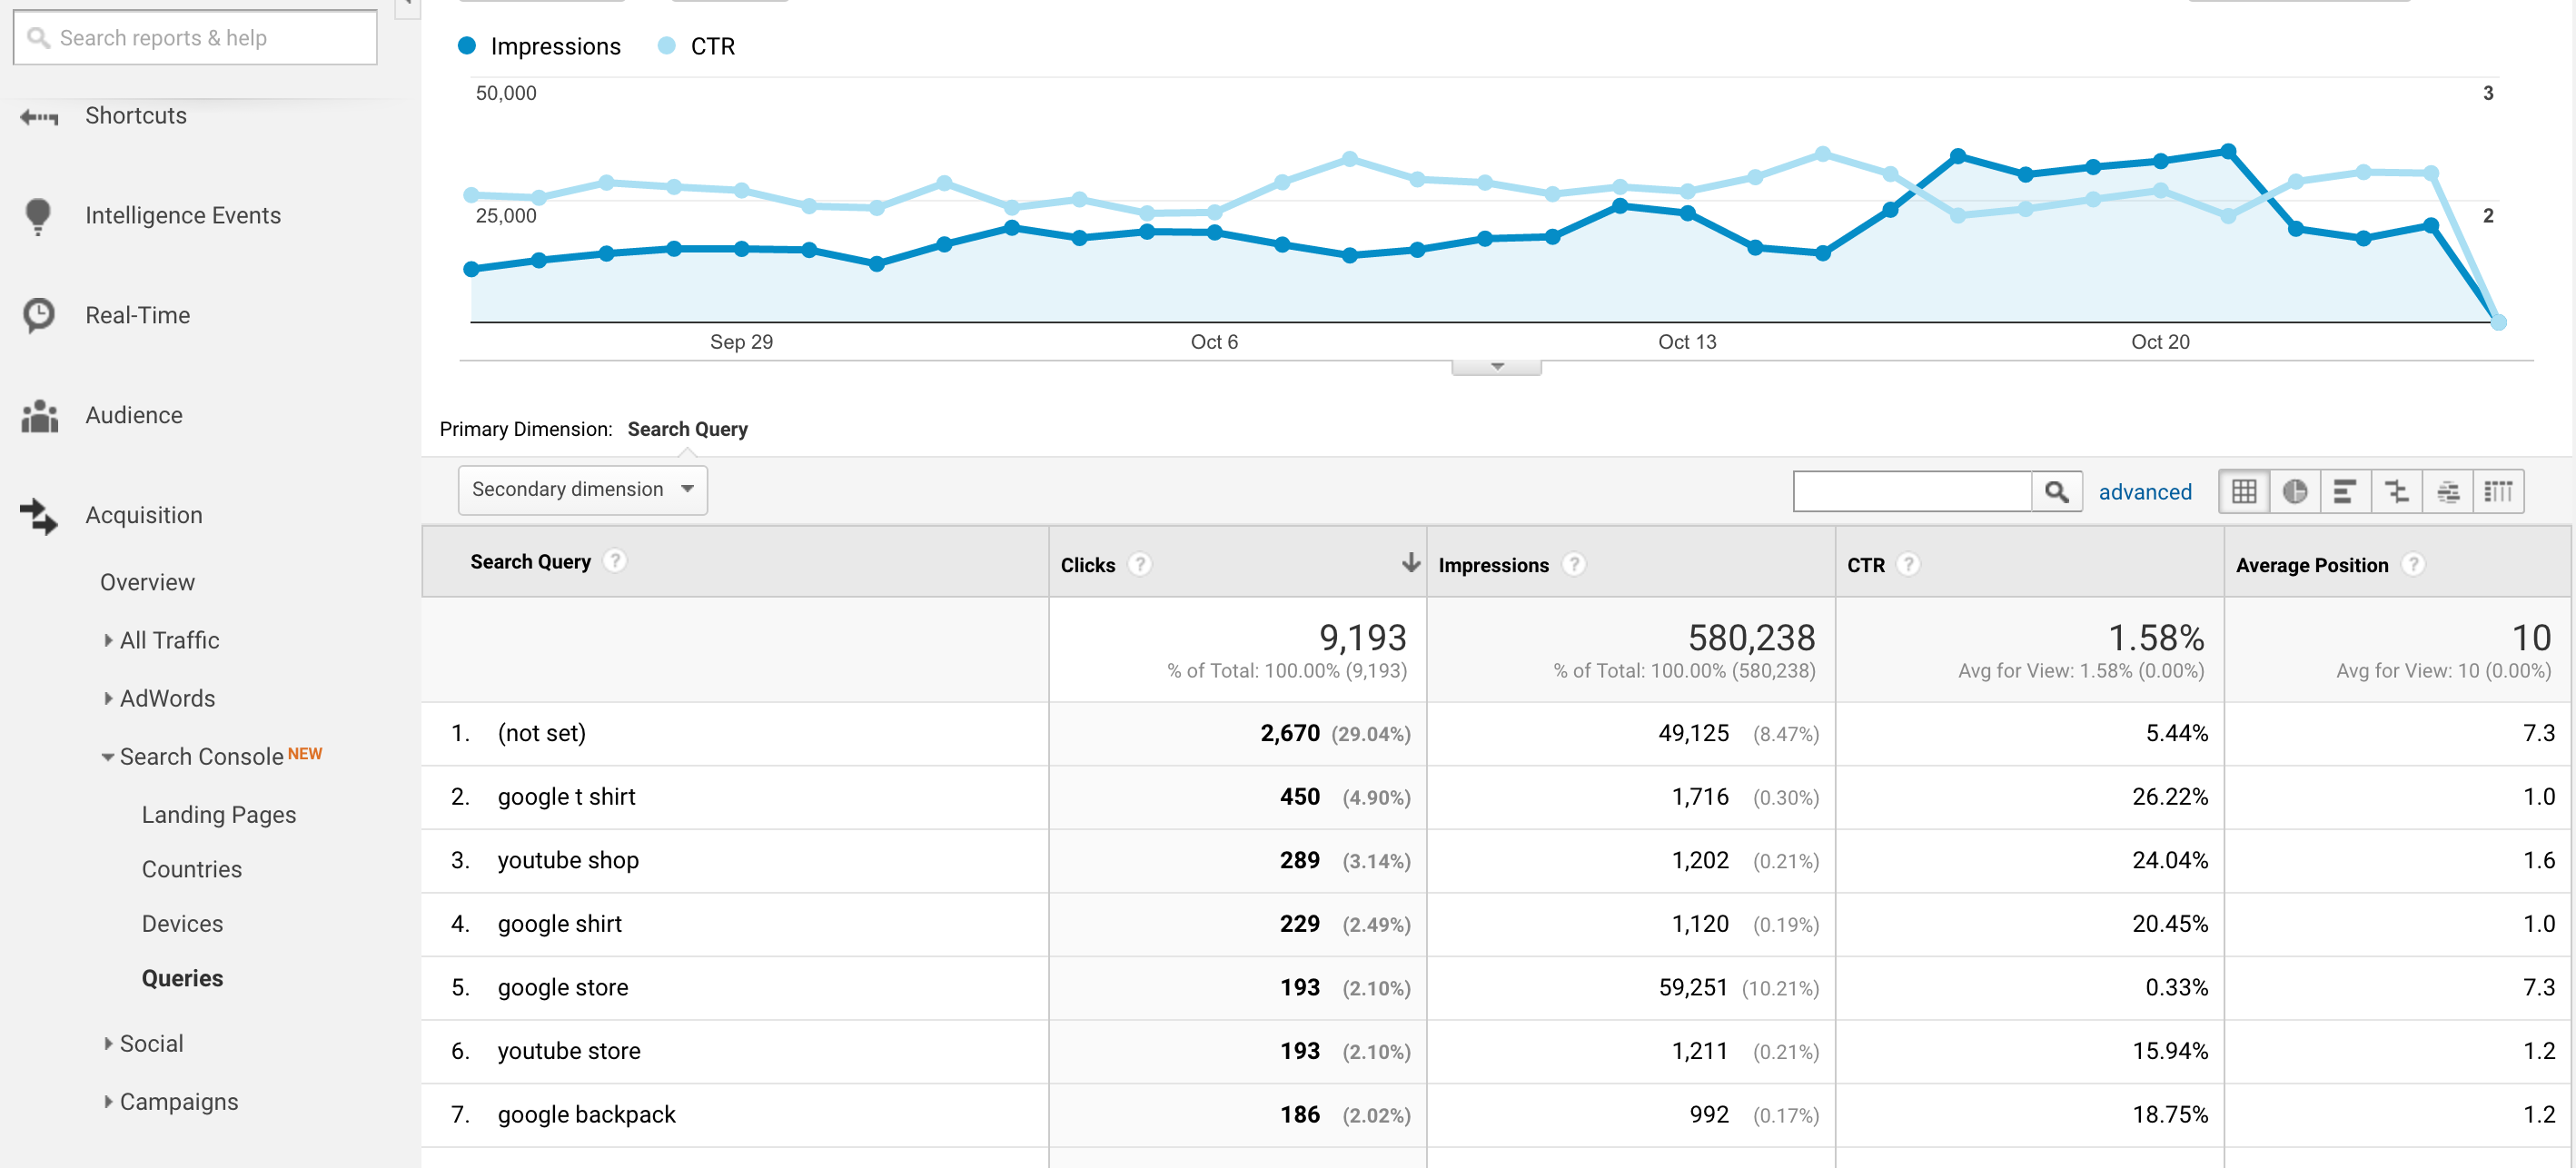 Search reports & help
Shortcuts
Intelligence Events
Real-Time
Audience
Acquisition
Overview
All Traffic
AdWords
Search Console NEW
Landing Pages
Countries
Devices
Queries
Social
Campaigns
Impressions CTR
50,000 3
25,000 2
Sep 29 Oct 6 Oct 13 Oct 20
Primary Dimension: Search Query
Secondary dimension advanced
Search Query ? Clicks ? Impressions ? CTR ? Average Position ?
9,193 580,238 1.58% 10
% of Total: 100.00% (9,193) % of Total: 100.00% (580,238) Avg for View: 1.58% (0.00%) Avg for View: 10 (0.00%)
1. (not set) 2,670 (29.04%) 49,125 (8.47%) 5.44% 7.3
2. google t shirt 450 (4.90%) 1,716 (0.30%) 26.22% 1.0
3. youtube shop 289 (3.14%) 1,202 (0.21%) 24.04% 1.6
4. google shirt 229 (2.49%) 1,120 (0.19%) 20.45% 1.0
5. google store 193 (2.10%) 59,251 (10.21%) 0.33% 7.3
6. youtube store 193 (2.10%) 1,211 (0.21%) 15.94% 1.2
7. google backpack 186 (2.02%) 992 (0.17%) 18.75% 1.2